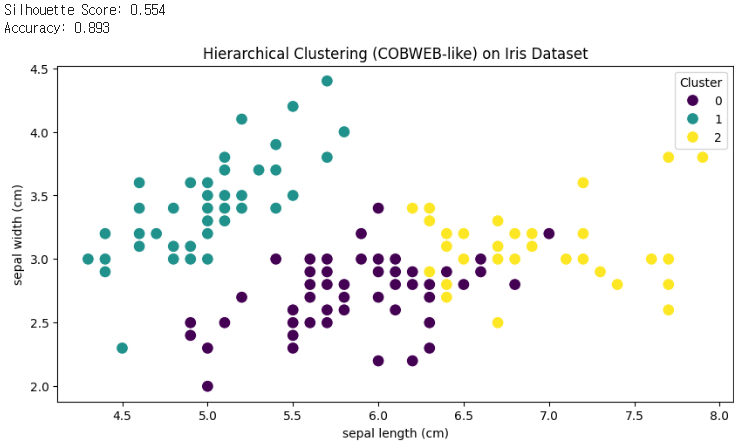 Silhouette Score: 0.554
Accuracy: 0.893
Hierarchical Clustering (COBWEB-like) on Iris Dataset
Cluster
0
1
2
4.5
4.0
3.5
3.0
2.5
2.0
sepal width (cm)
4.5 5.0 5.5 6.0 6.5 7.0 7.5 8.0
sepal length (cm)